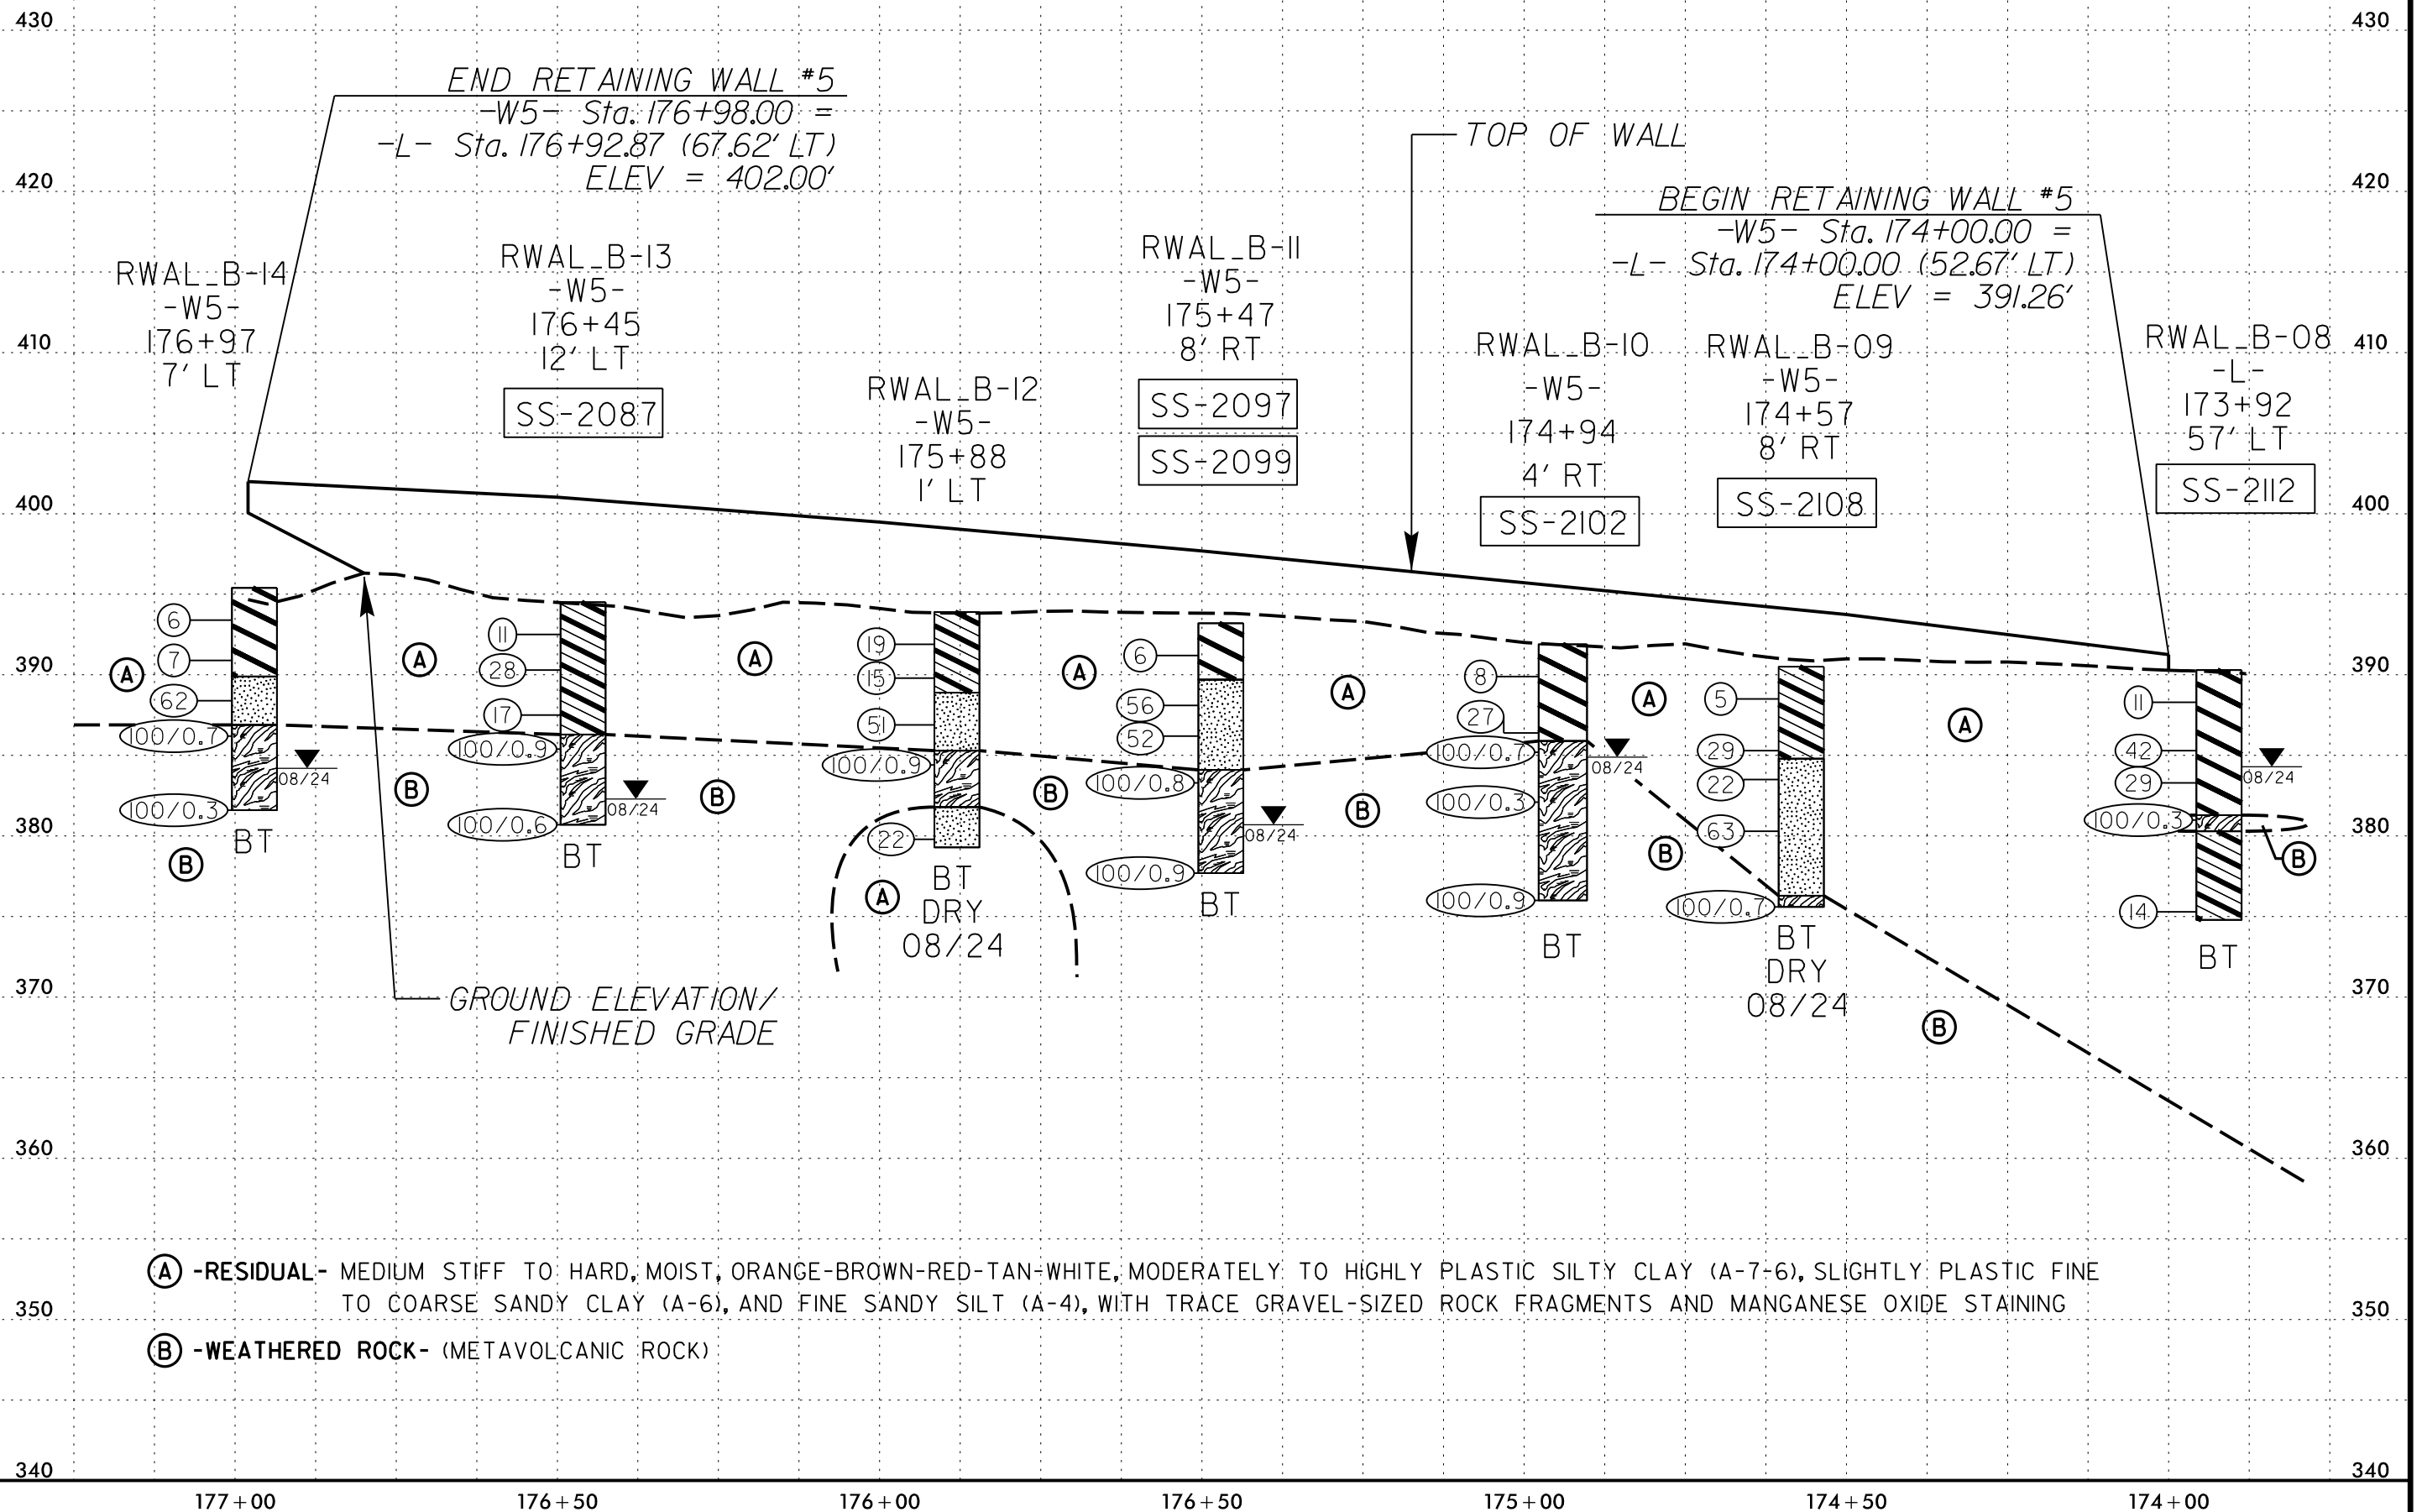 430
430
END RETAINING WALL #5
-W5- Sta. 176+98.00 =
-L- Sta. 176+92.87 (67.62' LT)
ELEV = 402.00'
TOP OF WALL
420
420
BEGIN RETAINING WALL #5
-W5- Sta. 174+00.00 =
-L- Sta. 174+00.00 (52.67' LT)
ELEV = 391.26'
RWAL_B-14
-W5-
176+97
7' LT
RWAL_B-13
-W5-
176+45
12' LT
SS-2087
RWAL_B-12
-W5-
175+88
1' LT
RWAL_B-11
-W5-
175+47
8' RT
SS-2097
SS-2099
RWAL_B-10
-W5-
174+94
4' RT
SS-2102
RWAL_B-09
-W5-
174+57
8' RT
SS-2108
RWAL_B-08
-L-
173+92
57' LT
SS-2112
410
410
400
400
390
390
380
380
370
370
360
360
350
350
340
340
A
6
7
62
100/0.7
100/0.3
08/24
BT
B
A
B
11
28
17
100/0.9
100/0.6
08/24
BT
A
B
19
15
51
100/0.9
22
A
BT
DRY
08/24
A
B
6
56
52
100/0.8
100/0.9
08/24
BT
A
B
8
27
100/0.7
100/0.3
100/0.9
08/24
BT
A
B
5
29
22
63
100/0.7
BT
DRY
08/24
A
B
11
42
29
100/0.3
14
08/24
B
BT
GROUND ELEVATION/
FINISHED GRADE
A -RESIDUAL- MEDIUM STIFF TO HARD, MOIST, ORANGE-BROWN-RED-TAN-WHITE, MODERATELY TO HIGHLY PLASTIC SILTY CLAY (A-7-6), SLIGHTLY PLASTIC FINE
TO COARSE SANDY CLAY (A-6), AND FINE SANDY SILT (A-4), WITH TRACE GRAVEL-SIZED ROCK FRAGMENTS AND MANGANESE OXIDE STAINING
B -WEATHERED ROCK- (METAVOLCANIC ROCK)
177+00
176+50
176+00
176+50
175+00
174+50
174+00